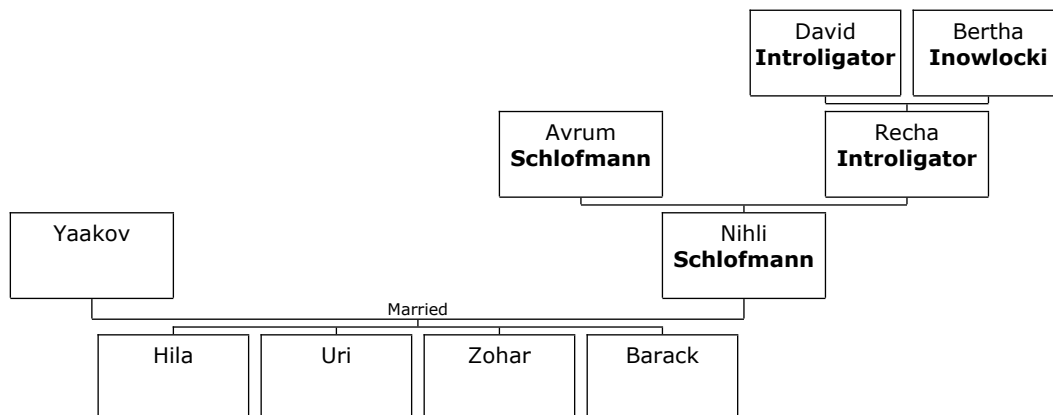 David
Introligator
Bertha
Inowlocki
Avrum
Schlofmann
Recha
Introligator
Yaakov
Nihli
Schlofmann
Married
Hila
Uri
Zohar
Barack